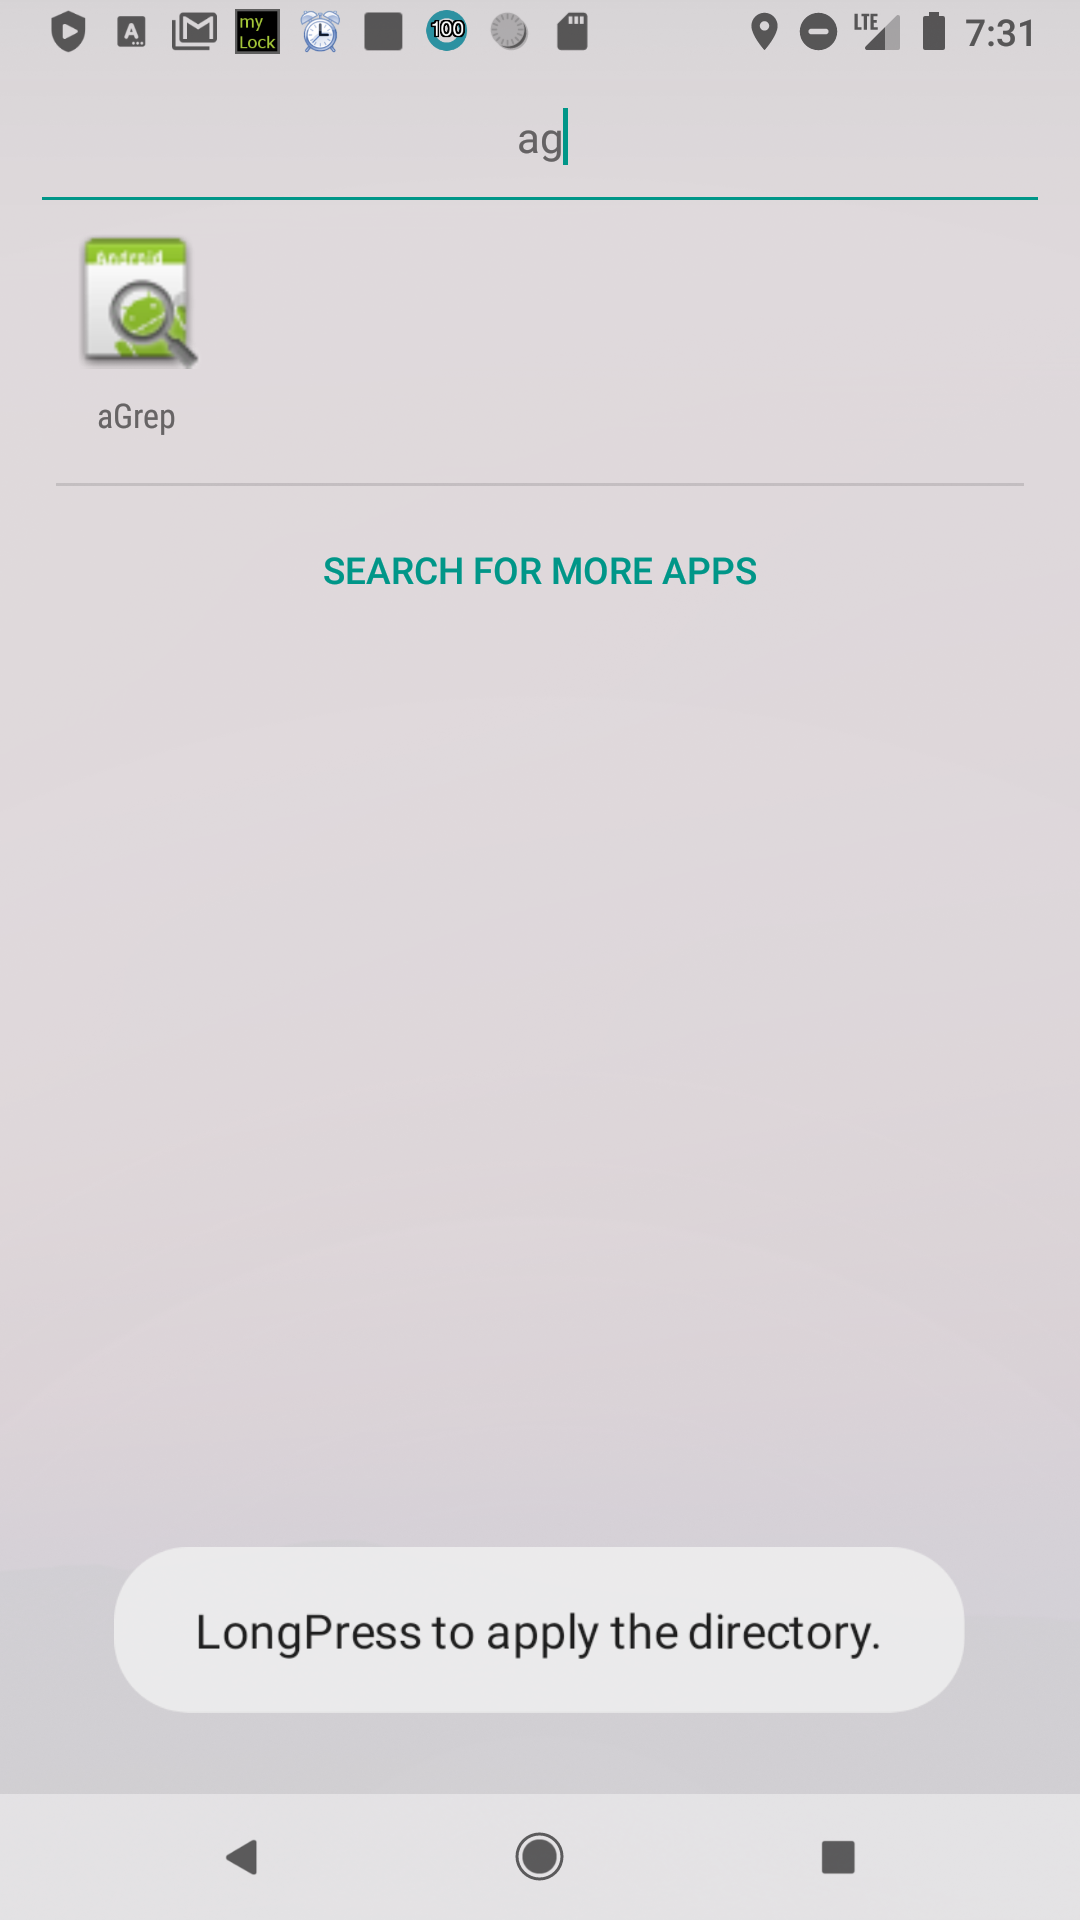 my
Lock
100
LTE
7:31
ag
Android
aGrep
SEARCH FOR MORE APPS
LongPress to apply the directory.